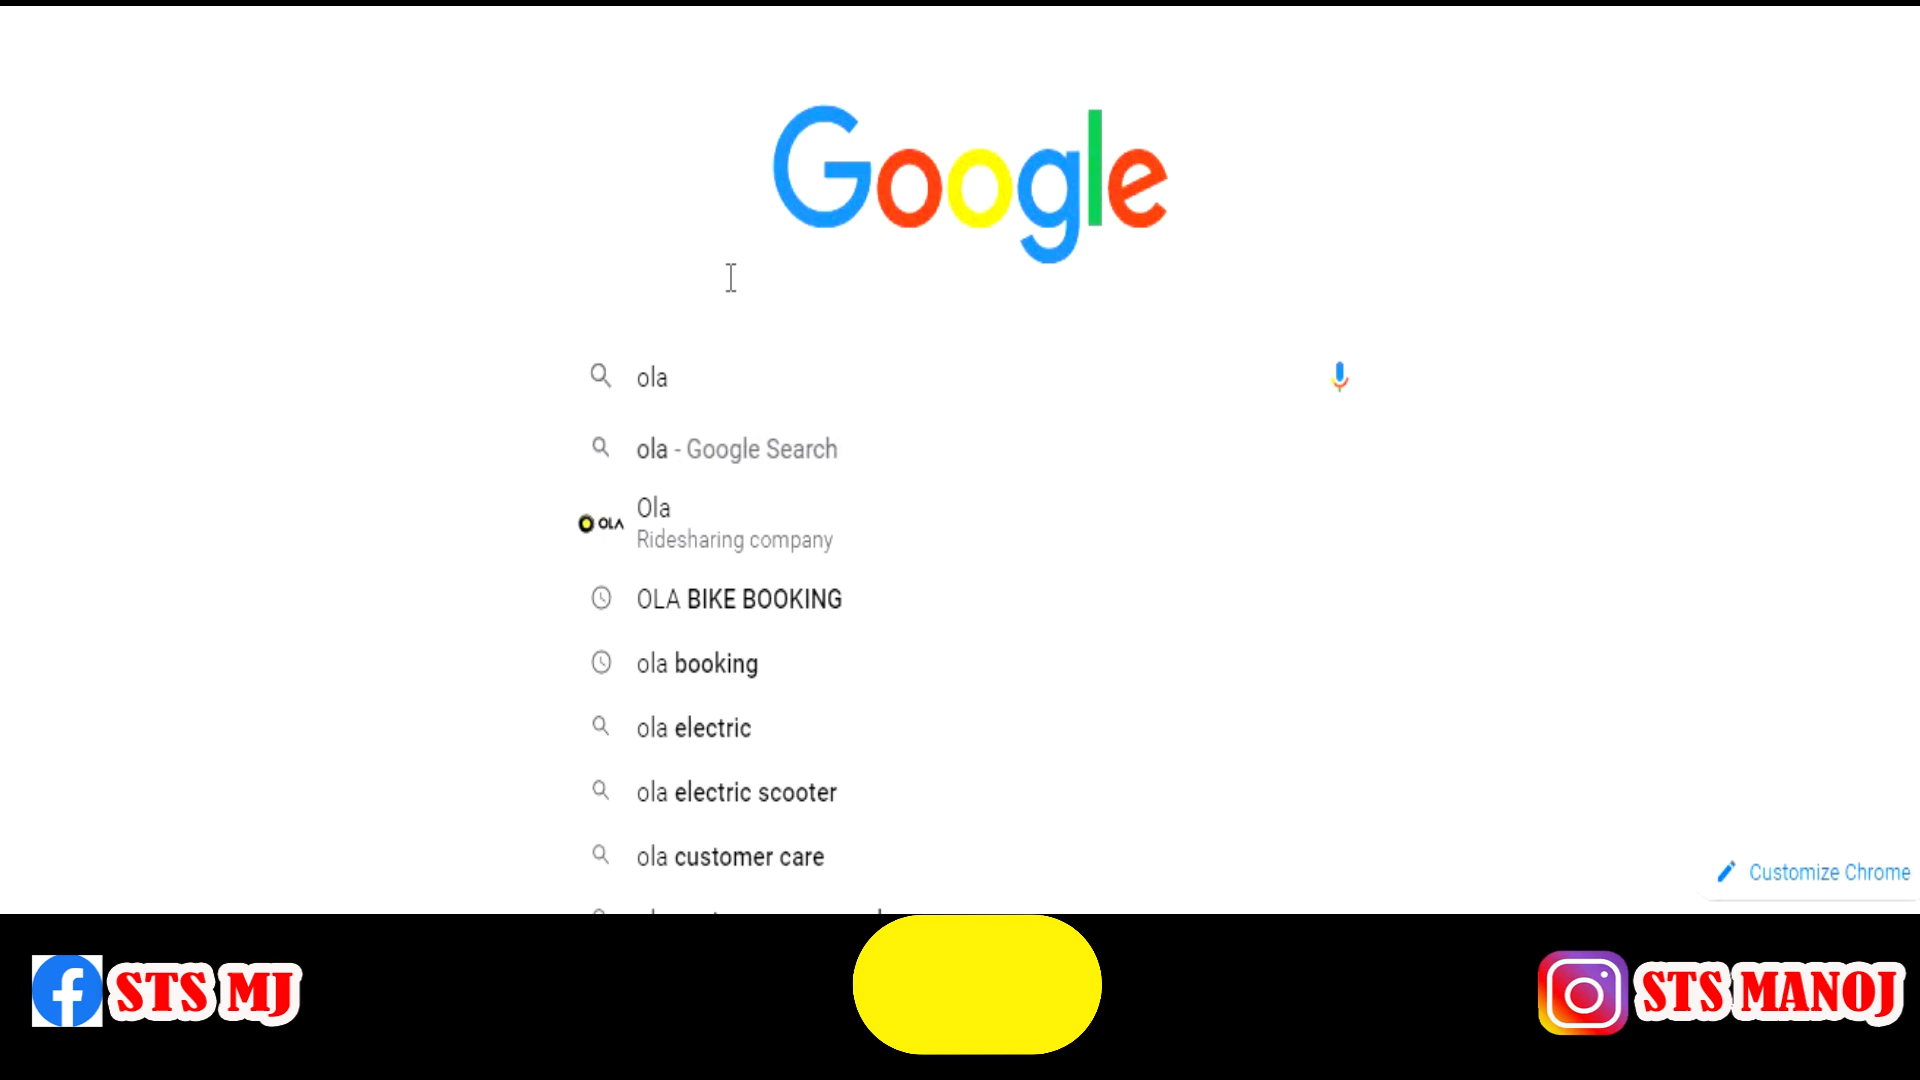 Google
ola
ola - Google Search
OLA
Ola
Ridesharing company
OLA BIKE BOOKING
ola booking
ola electric
ola electric scooter
ola customer care
Customize Chrome
STS MJ
STS MANOJ